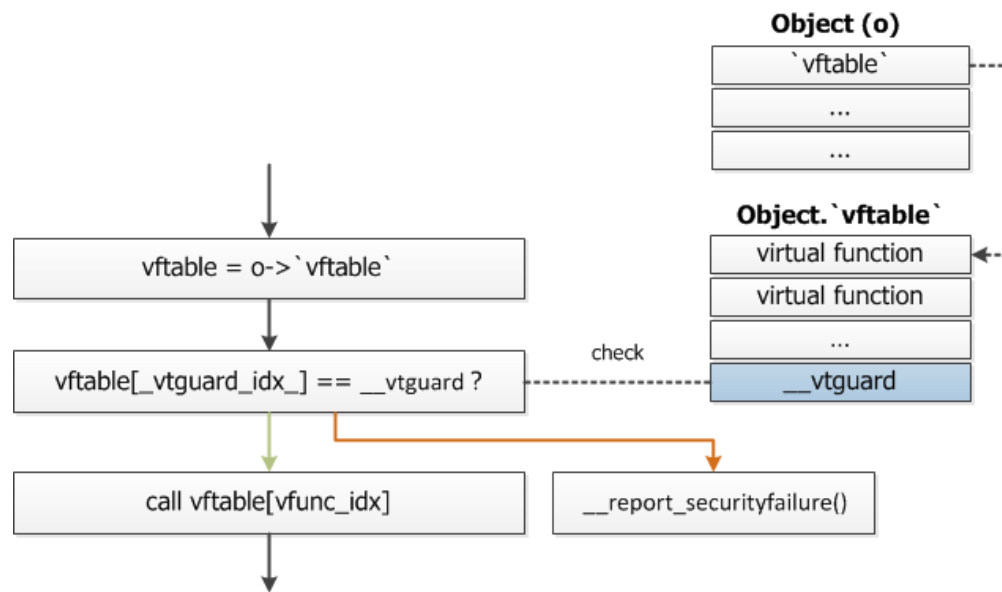 Object (o)
`vftable`
...
...
Object.`vftable`
virtual function
virtual function
...
__vtguard
vftable = o->`vftable`
vftable[_vtguard_idx_] == __vtguard ?
check
call vftable[vfunc_idx]
__report_securityfailure()